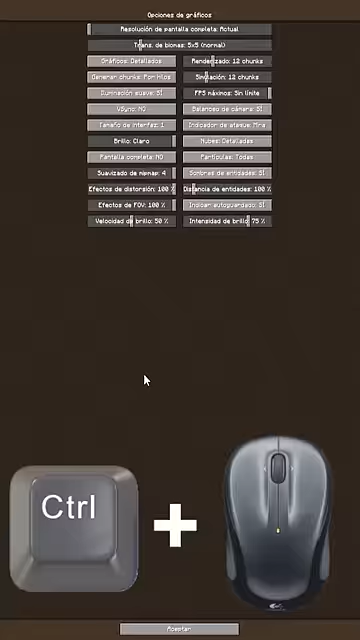 Opciones de gráficos
Resolución de pantalla completa: Actual
Trans. de biomas: 5x5 (normal)
Gráficos: Detallados
Renderizado: 12 chunks
Generar chunks: Por hilos
Simulación: 12 chunks
Iluminación suave: SÍ
FPS máximos: Sin límite
VSync: NO
Balanceo de cámara: SÍ
Tamaño de interfaz: 1
Indicador de ataque: Mira
Brillo: Claro
Nubes: Detalladas
Pantalla completa: NO
Partículas: Todas
Suavizado de mipmap: 4
Sombras de entidades: SÍ
Efectos de distorsión: 100 %
Distancia de entidades: 100 %
Efectos de FOV: 100 %
Indicar autoguardado: SÍ
Velocidad de brillo: 50 %
Intensidad de brillo: 75 %
Ctrl
+
Aceptar